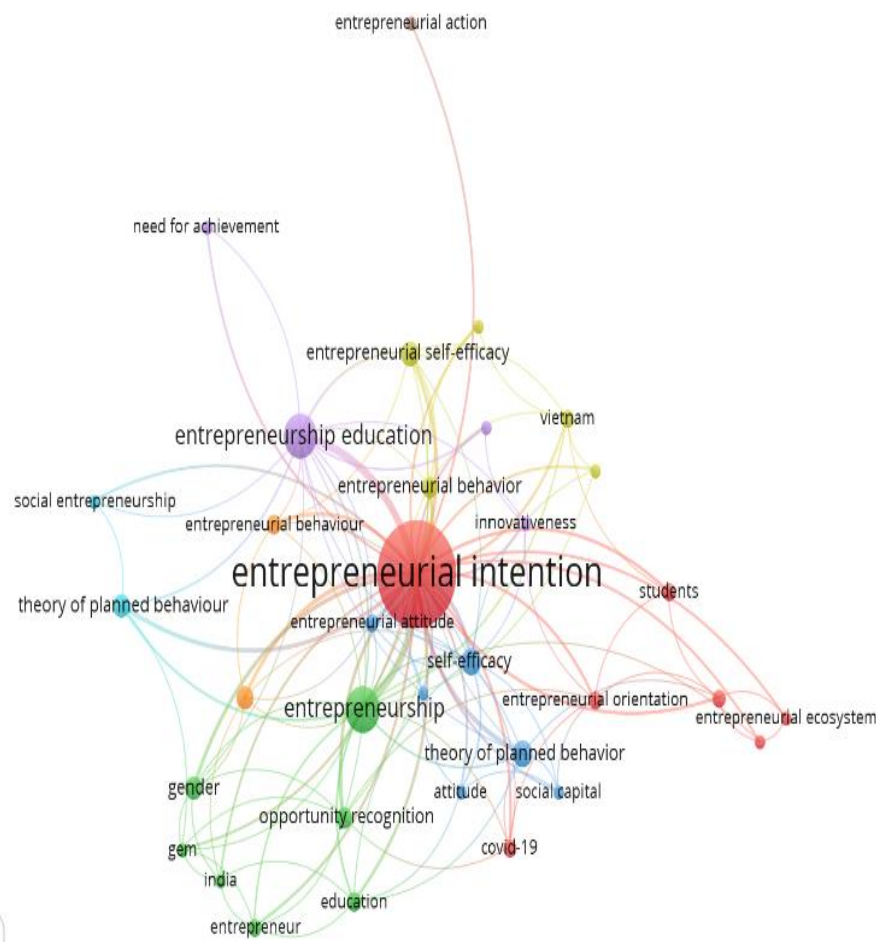 entrepreneurial action
need for achievement
entrepreneurial self-efficacy
vietnam
entrepreneurship education
entrepreneurial behavior
social entrepreneurship
entrepreneurial behaviour
innovativeness
entrepreneurial intention
students
theory of planned behaviour
entrepreneurial attitude
self-efficacy
entrepreneurial orientation
entrepreneurship
entrepreneurial ecosystem
theory of planned behavior
gender
attitude
social capital
opportunity recognition
gem
covid-19
india
education
entrepreneur